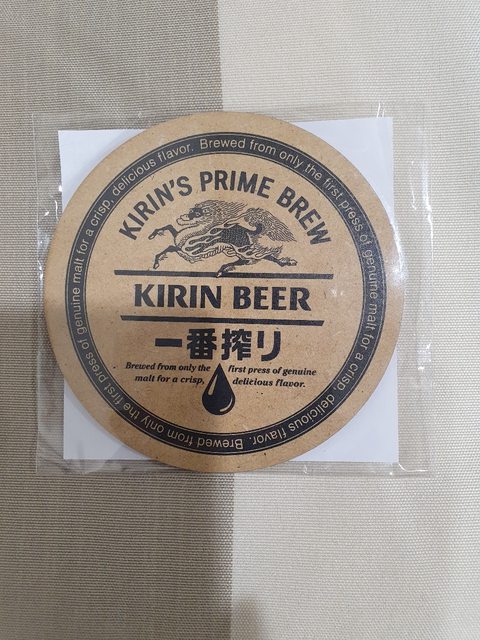 Brewed from only the first press of genuine malt for a crisp, delicious flavor. Brewed from only the first press of genuine malt for a crisp, delicious flavor.
KIRIN'S PRIME BREW
KIRIN BEER
一番搾り
Brewed from only the first press of genuine
malt for a crisp, delicious flavor.